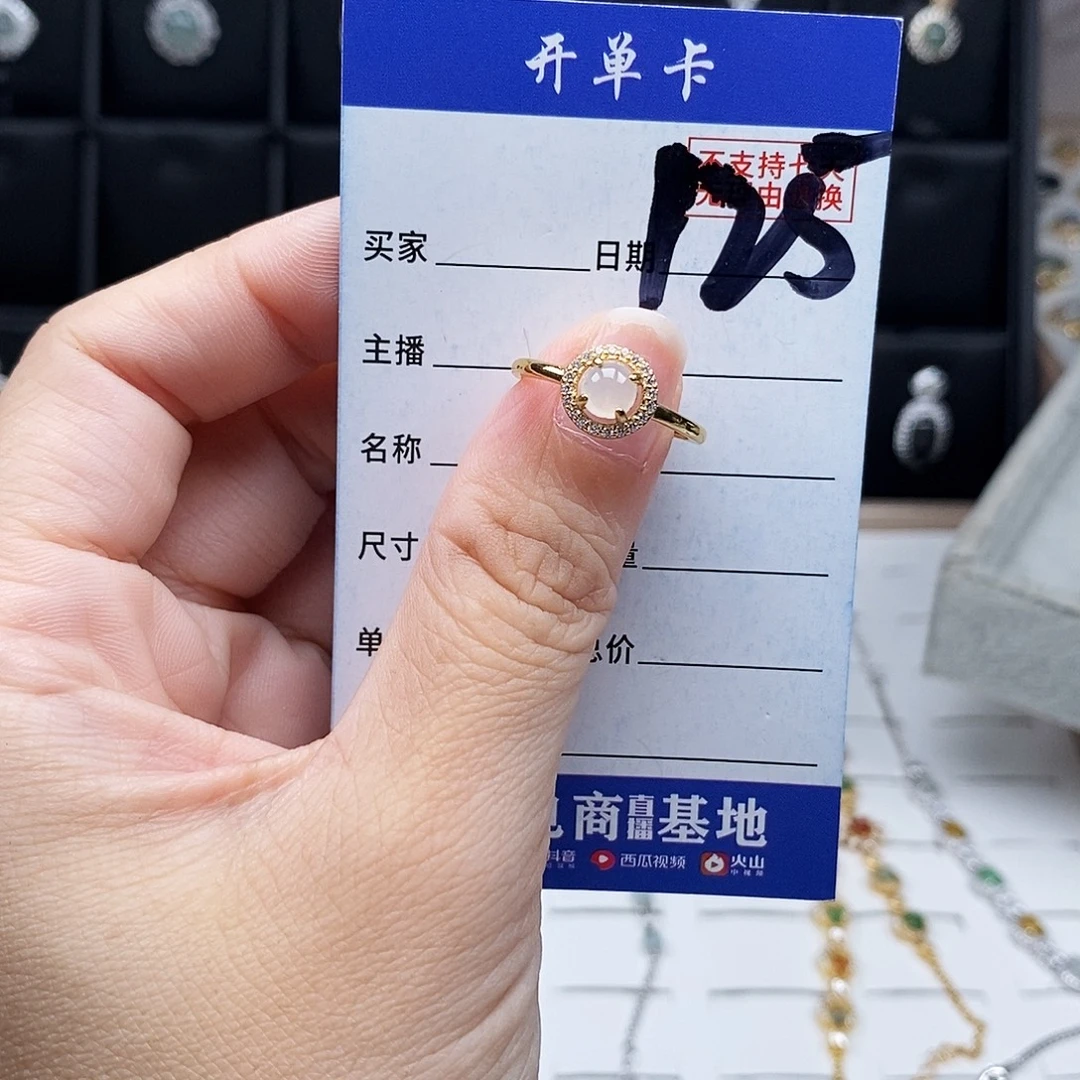 开单卡
不支持七天
无理由退换
125
买家 日期
主播
名称
尺寸 量
单 总价
电商直播基地
抖音 西瓜视频 火山